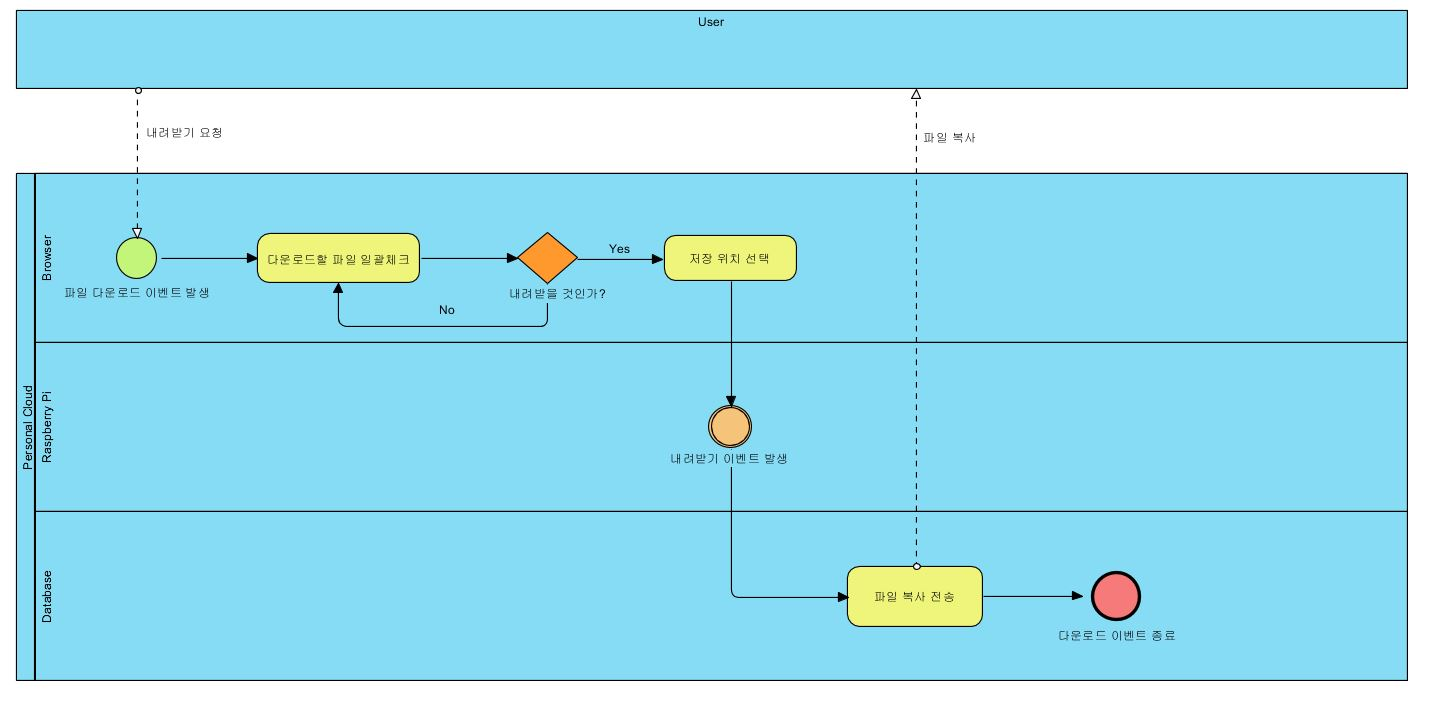 User
내려받기 요청
파일 복사
Personal Cloud
Browser
파일 다운로드 이벤트 발생
다운로드할 파일 일괄체크
내려받을 것인가?
Yes
No
저장 위치 선택
Raspberry Pi
내려받기 이벤트 발생
Database
파일 복사 전송
다운로드 이벤트 종료